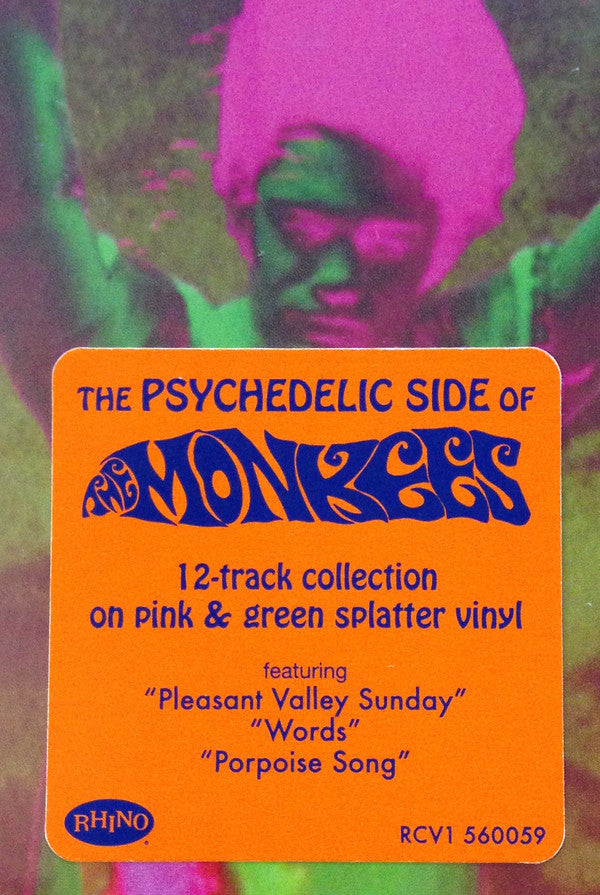 THE PSYCHEDELIC SIDE OF
THE MONKEES
12-track collection
on pink & green splatter vinyl
featuring
"Pleasant Valley Sunday"
"Words"
"Porpoise Song"
RHINO
RCV1 560059